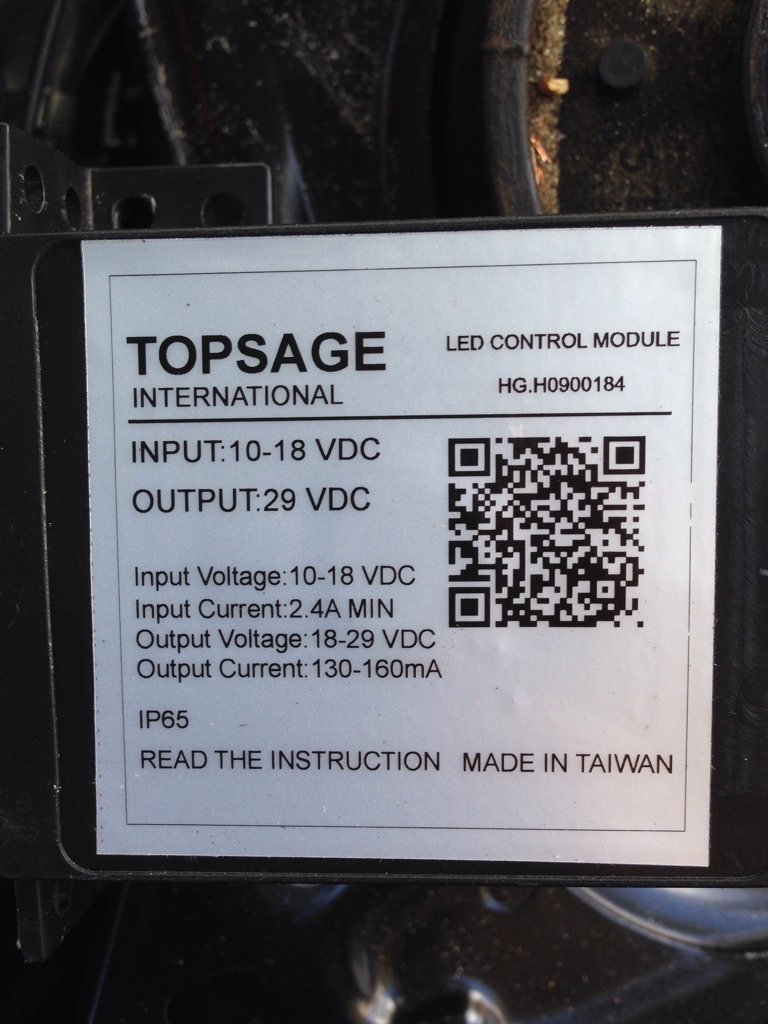 TOPSAGE
INTERNATIONAL
LED CONTROL MODULE
HG.H0900184
INPUT:10-18 VDC
OUTPUT:29 VDC
Input Voltage:10-18 VDC
Input Current:2.4A MIN
Output Voltage:18-29 VDC
Output Current:130-160mA
IP65
READ THE INSTRUCTION MADE IN TAIWAN